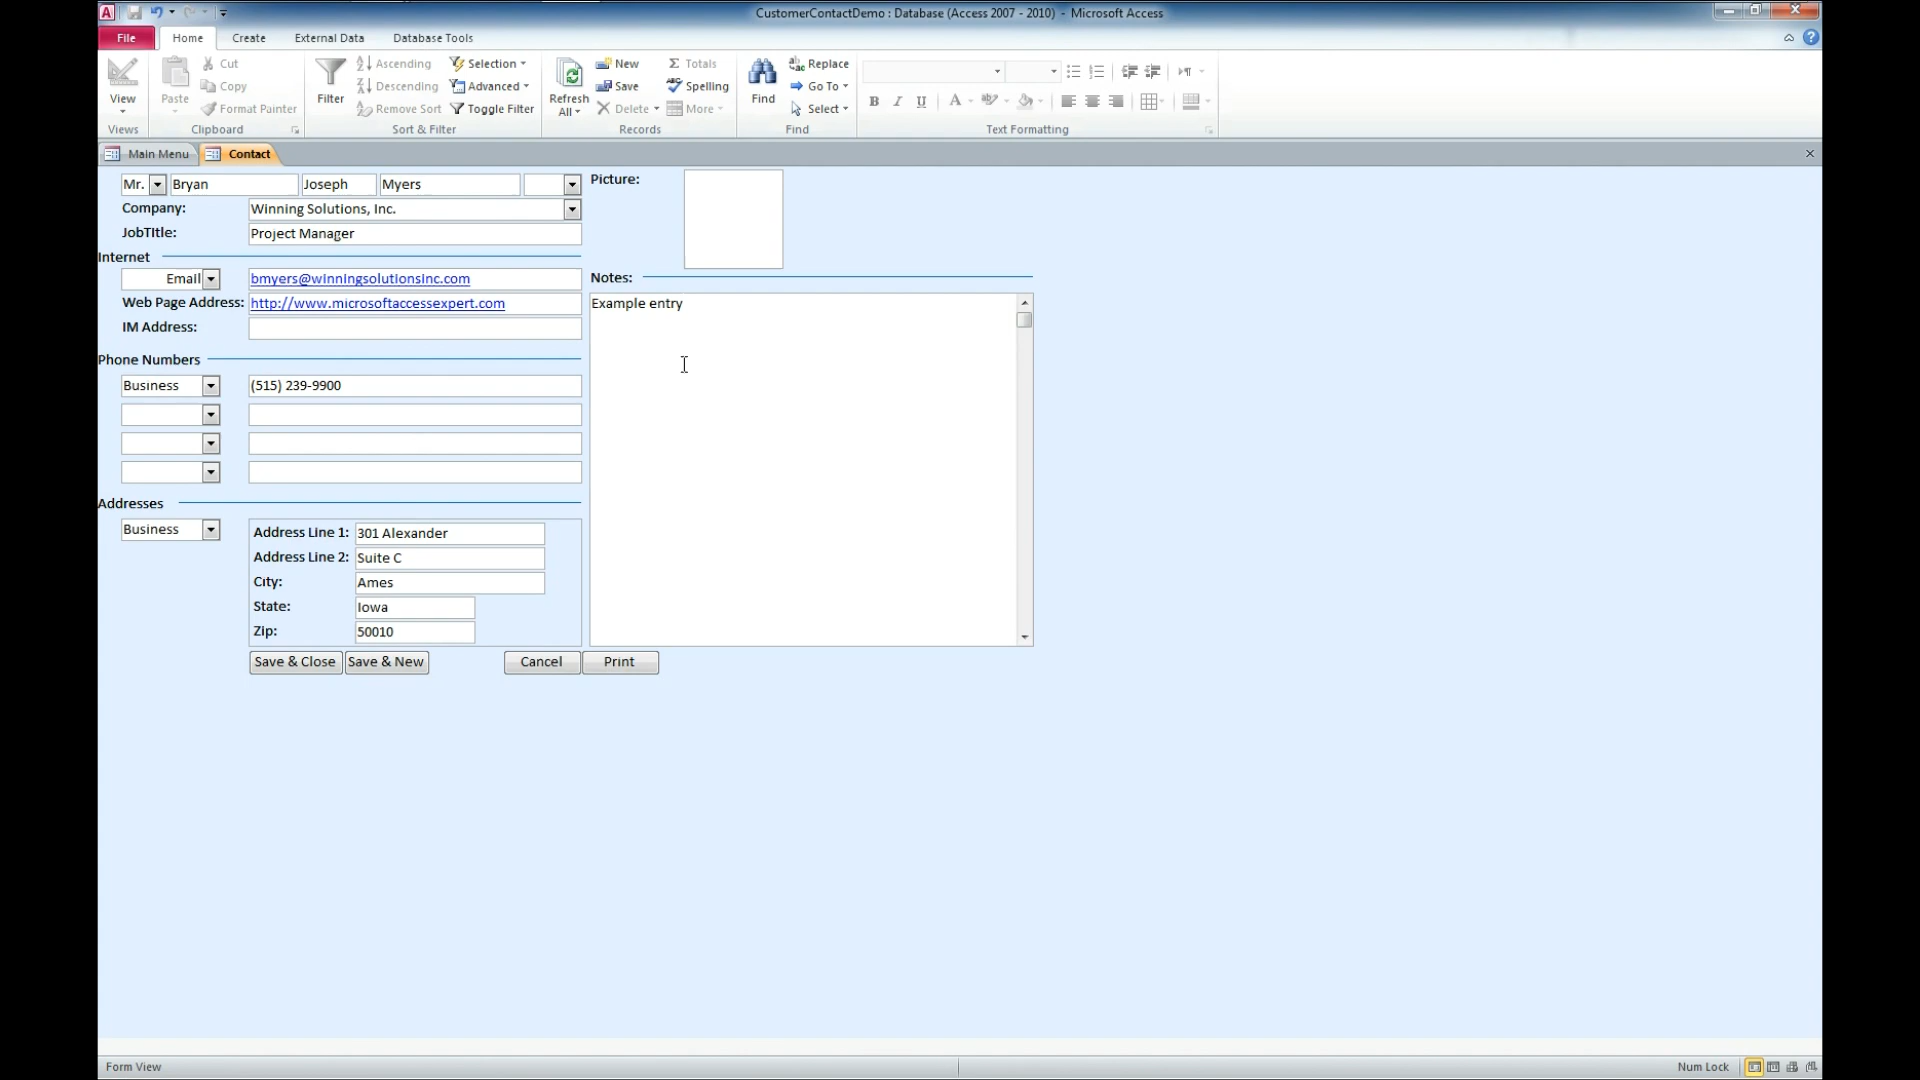 CustomerContactDemo : Database (Access 2007 - 2010) - Microsoft Access
File Home Create External Data Database Tools
View
Views
Paste
Cut
Copy
Format Painter
Clipboard
Filter
Ascending
Descending
Remove Sort
Selection
Advanced
Toggle Filter
Sort & Filter
Refresh
All
New
Save
Delete
Totals
Spelling
More
Records
Find
Replace
Go To
Select
Find
B I U A
Text Formatting
Main Menu Contact
Mr. Bryan Joseph Myers
Company: Winning Solutions, Inc.
JobTItle: Project Manager
Internet
Email bmyers@winningsolutionsinc.com
Web Page Address: http://www.microsoftaccessexpert.com
IM Address:
Phone Numbers
Business (515) 239-9900
Addresses
Business
Address Line 1: 301 Alexander
Address Line 2: Suite C
City: Ames
State: Iowa
Zip: 50010
Picture:
Notes:
Example entry
Save & Close Save & New Cancel Print
Form View Num Lock